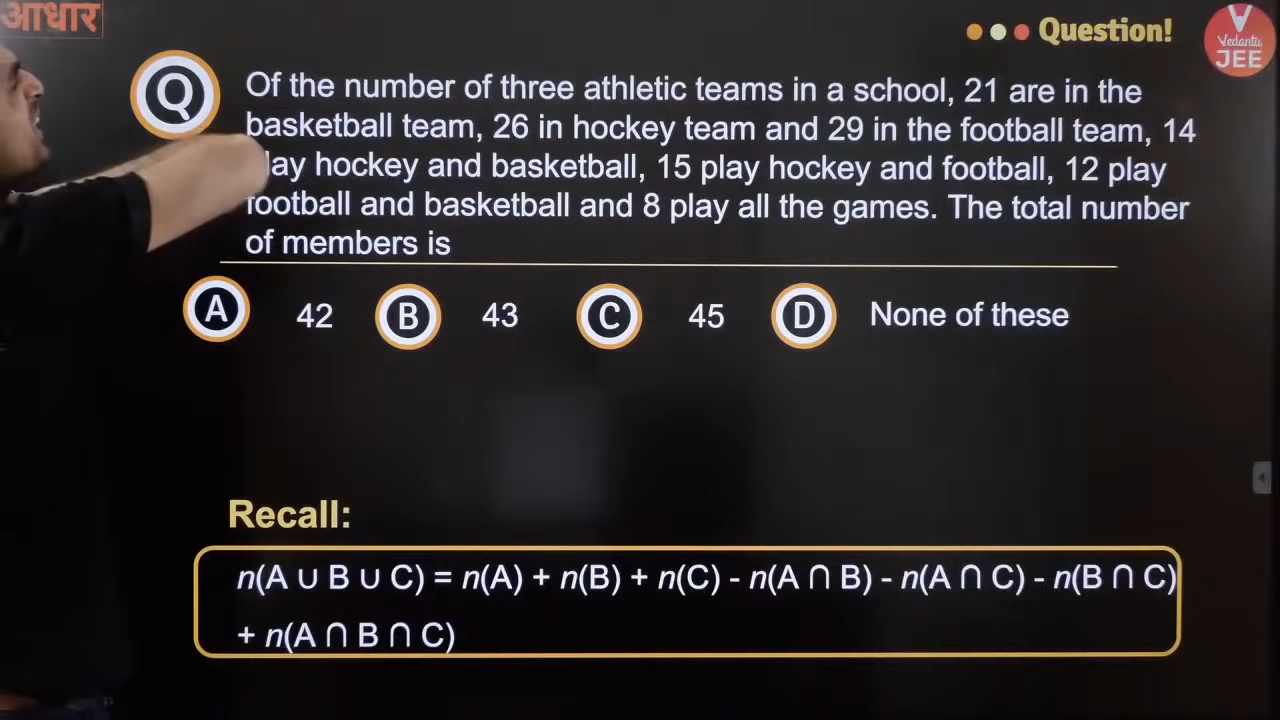 आधार
Question!
Vedantu
JEE
Q
Of the number of three athletic teams in a school, 21 are in the
basketball team, 26 in hockey team and 29 in the football team, 14
play hockey and basketball, 15 play hockey and football, 12 play
football and basketball and 8 play all the games. The total number
of members is
A 42 B 43 C 45 D None of these
Recall:
n(A ∪ B ∪ C) = n(A) + n(B) + n(C) - n(A ∩ B) - n(A ∩ C) - n(B ∩ C)
+ n(A ∩ B ∩ C)